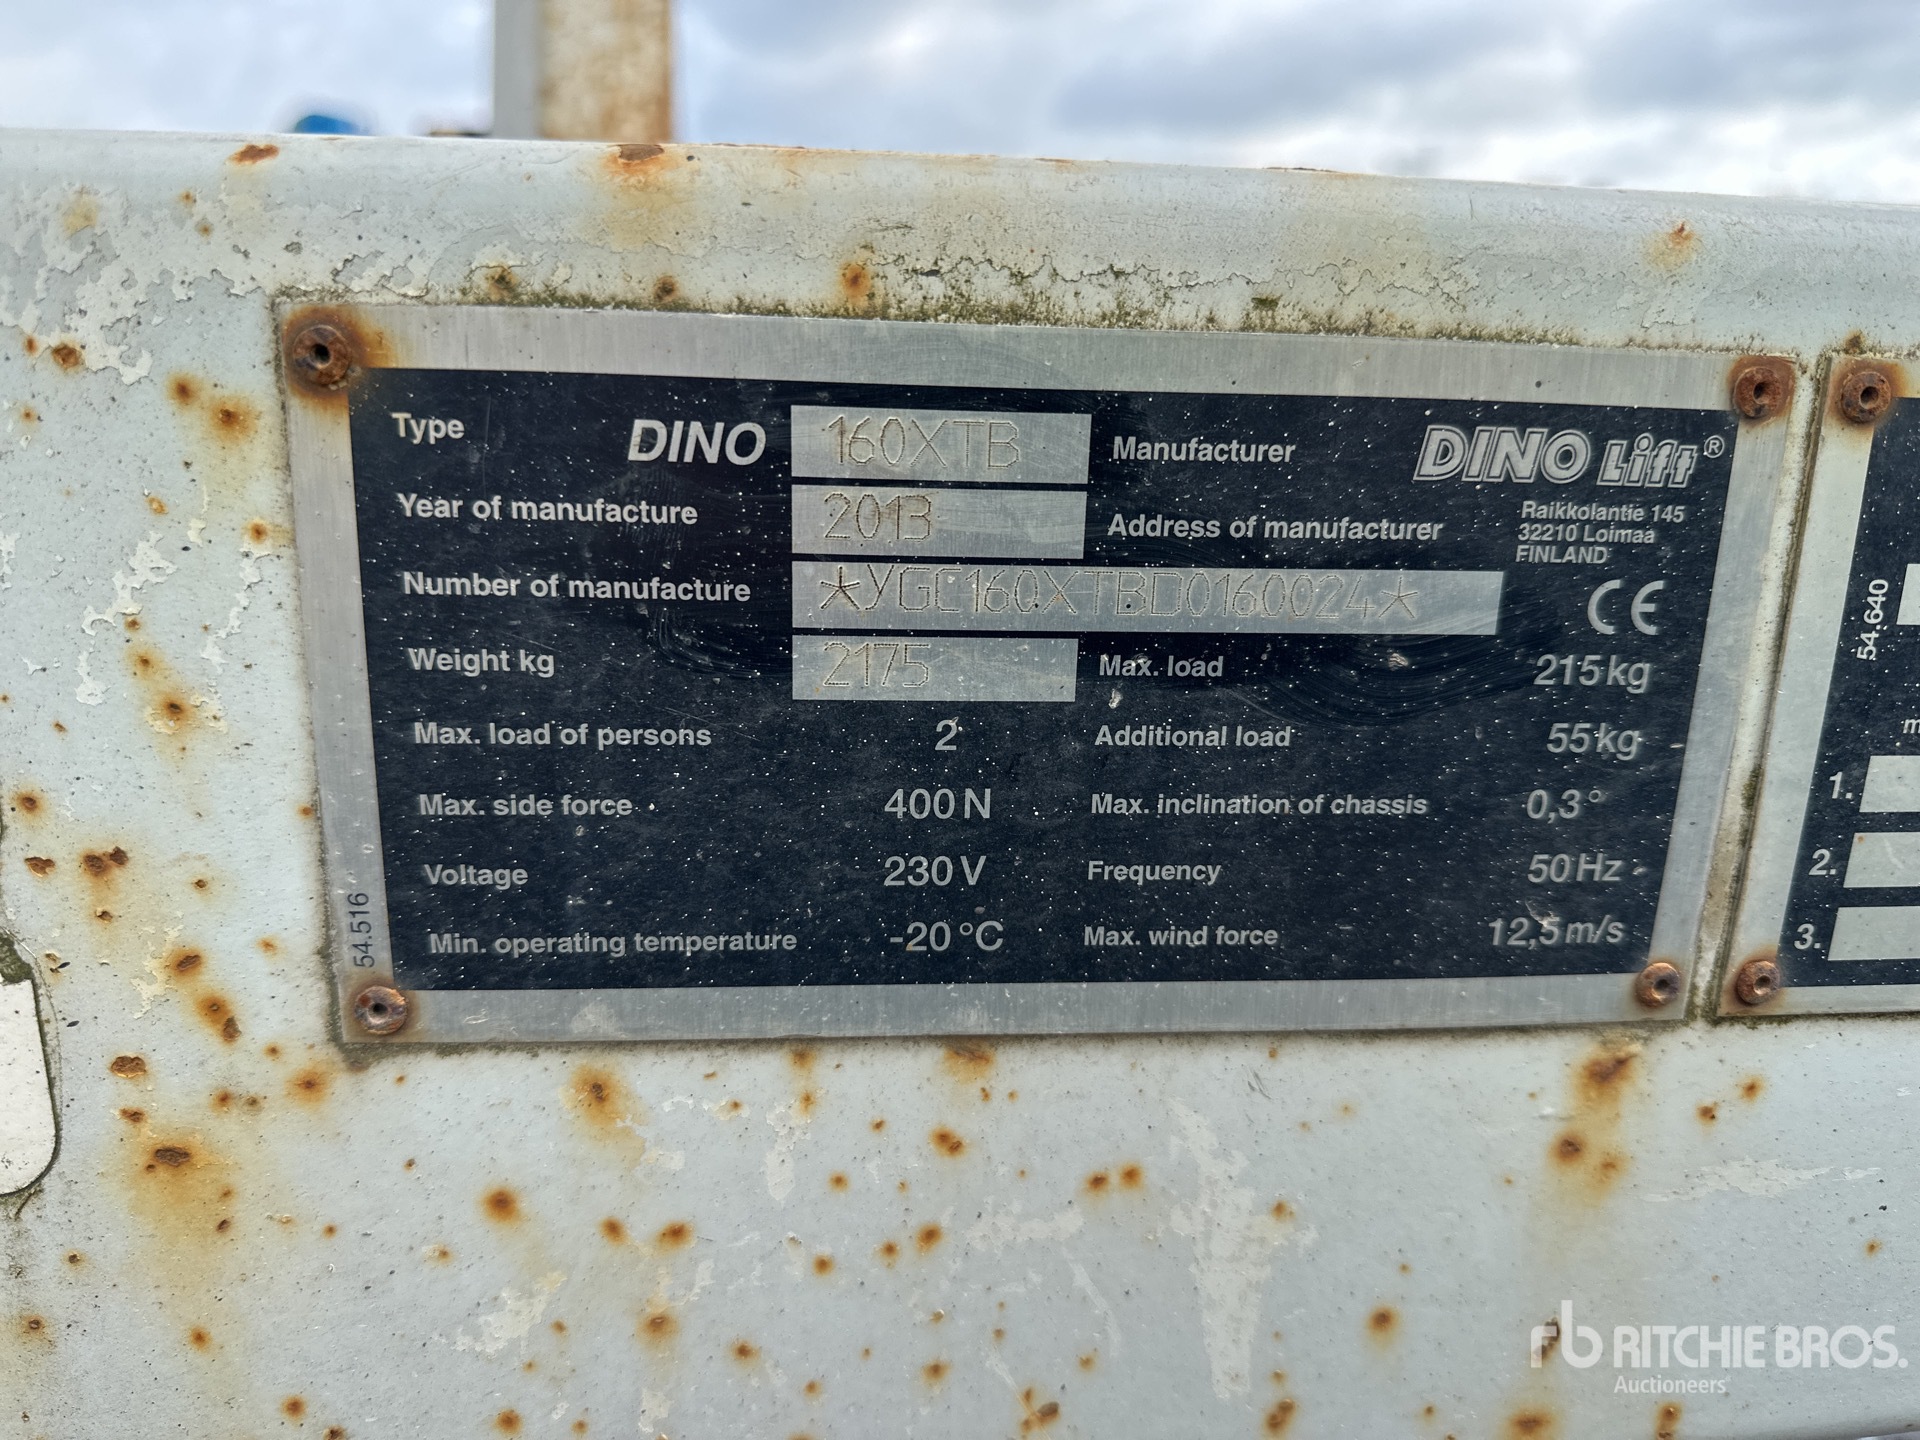 Type DINO 160XTB
Year of manufacture 2013
Number of manufacture *YGC160XTBD0160024*
Weight kg 2175
Max. load of persons 2
Max. side force 400 N
Voltage 230 V
Min. operating temperature -20 °C
54.516
Manufacturer DINO Lift®
Address of manufacturer Raikkolantie 145
32210 Loimaa
FINLAND
CE
Max. load 215 kg
Additional load 55 kg
Max. inclination of chassis 0,3°
Frequency 50 Hz
Max. wind force 12,5 m/s
54.640
m
1.
2.
3.
rb RITCHIE BROS.
Auctioneers